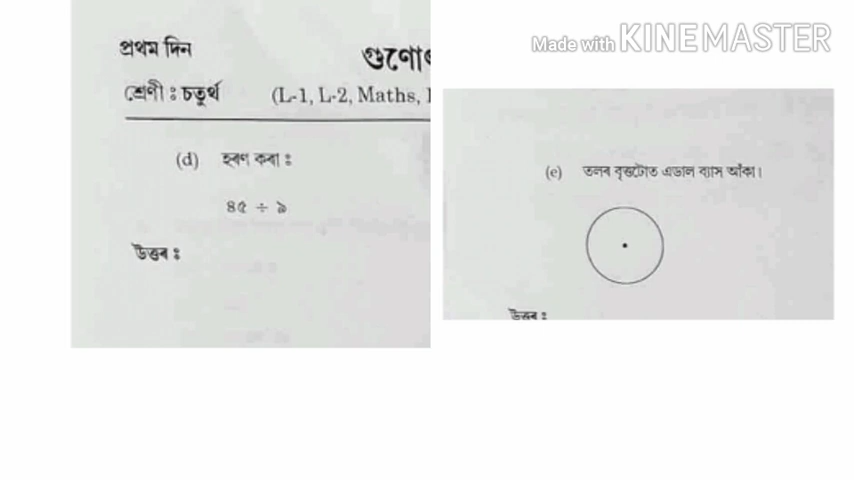 প্ৰথম দিন
শ্ৰেণী : চতুৰ্থ (L-1, L-2, Maths,
(d) হৰণ কৰা :
৪৫ ÷ ৯
উত্তৰ :
Made with KINEMASTER
(e) তলৰ বৃত্তটোত এডাল ব্যাস আঁকা।
উত্তৰ :